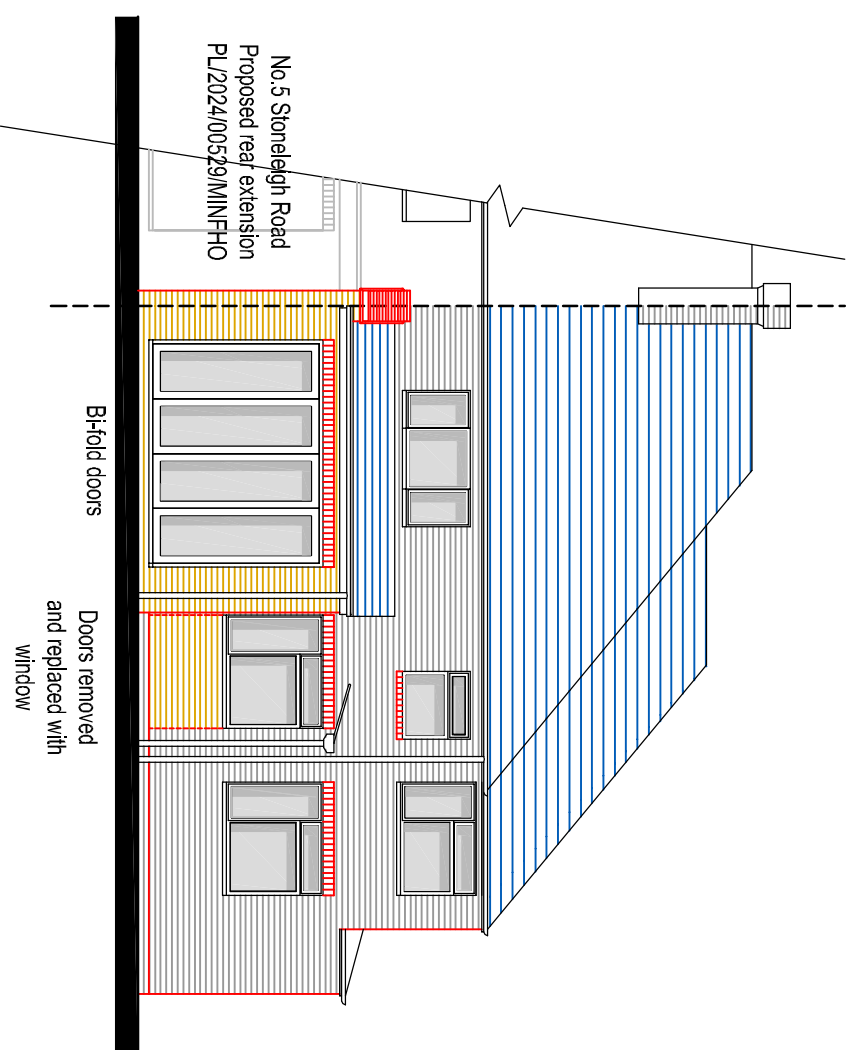 No.5 Stoneleigh Road
Proposed rear extension
PL/2024/00529/MINFHO
Bi-fold doors
Doors removed
and replaced with
window